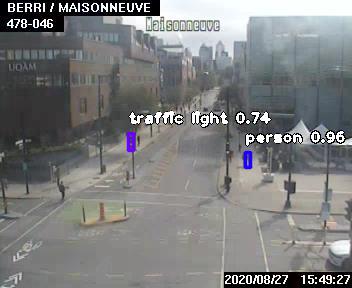 BERRI / MAISONNEUVE
478-046
Maisonneuve
UQAM
traffic light 0.74
person 0.96
2020/08/27 15:49:27